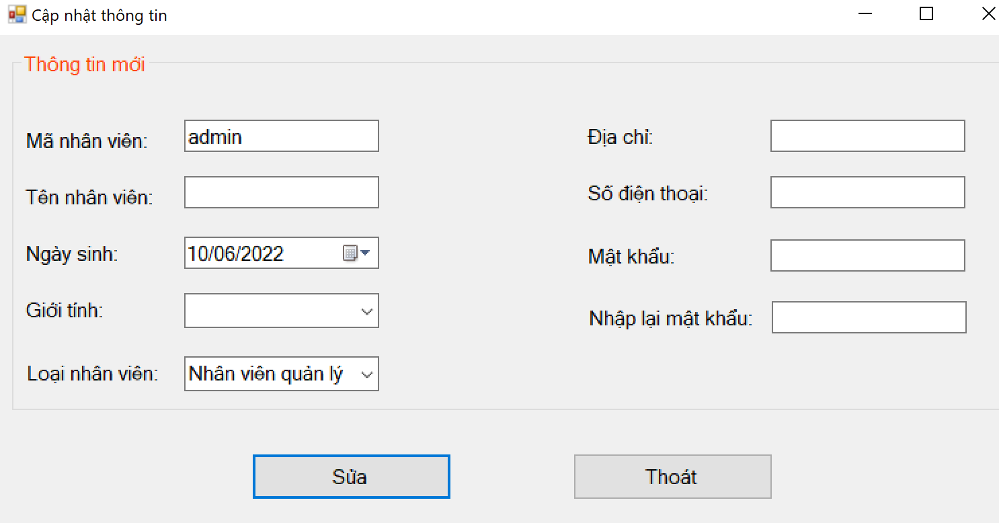 Cập nhật thông tin
Thông tin mới
Mã nhân viên: admin
Địa chỉ:
Tên nhân viên:
Số điện thoại:
Ngày sinh: 10/06/2022
Mật khẩu:
Giới tính:
Nhập lại mật khẩu:
Loại nhân viên: Nhân viên quản lý
Sửa
Thoát